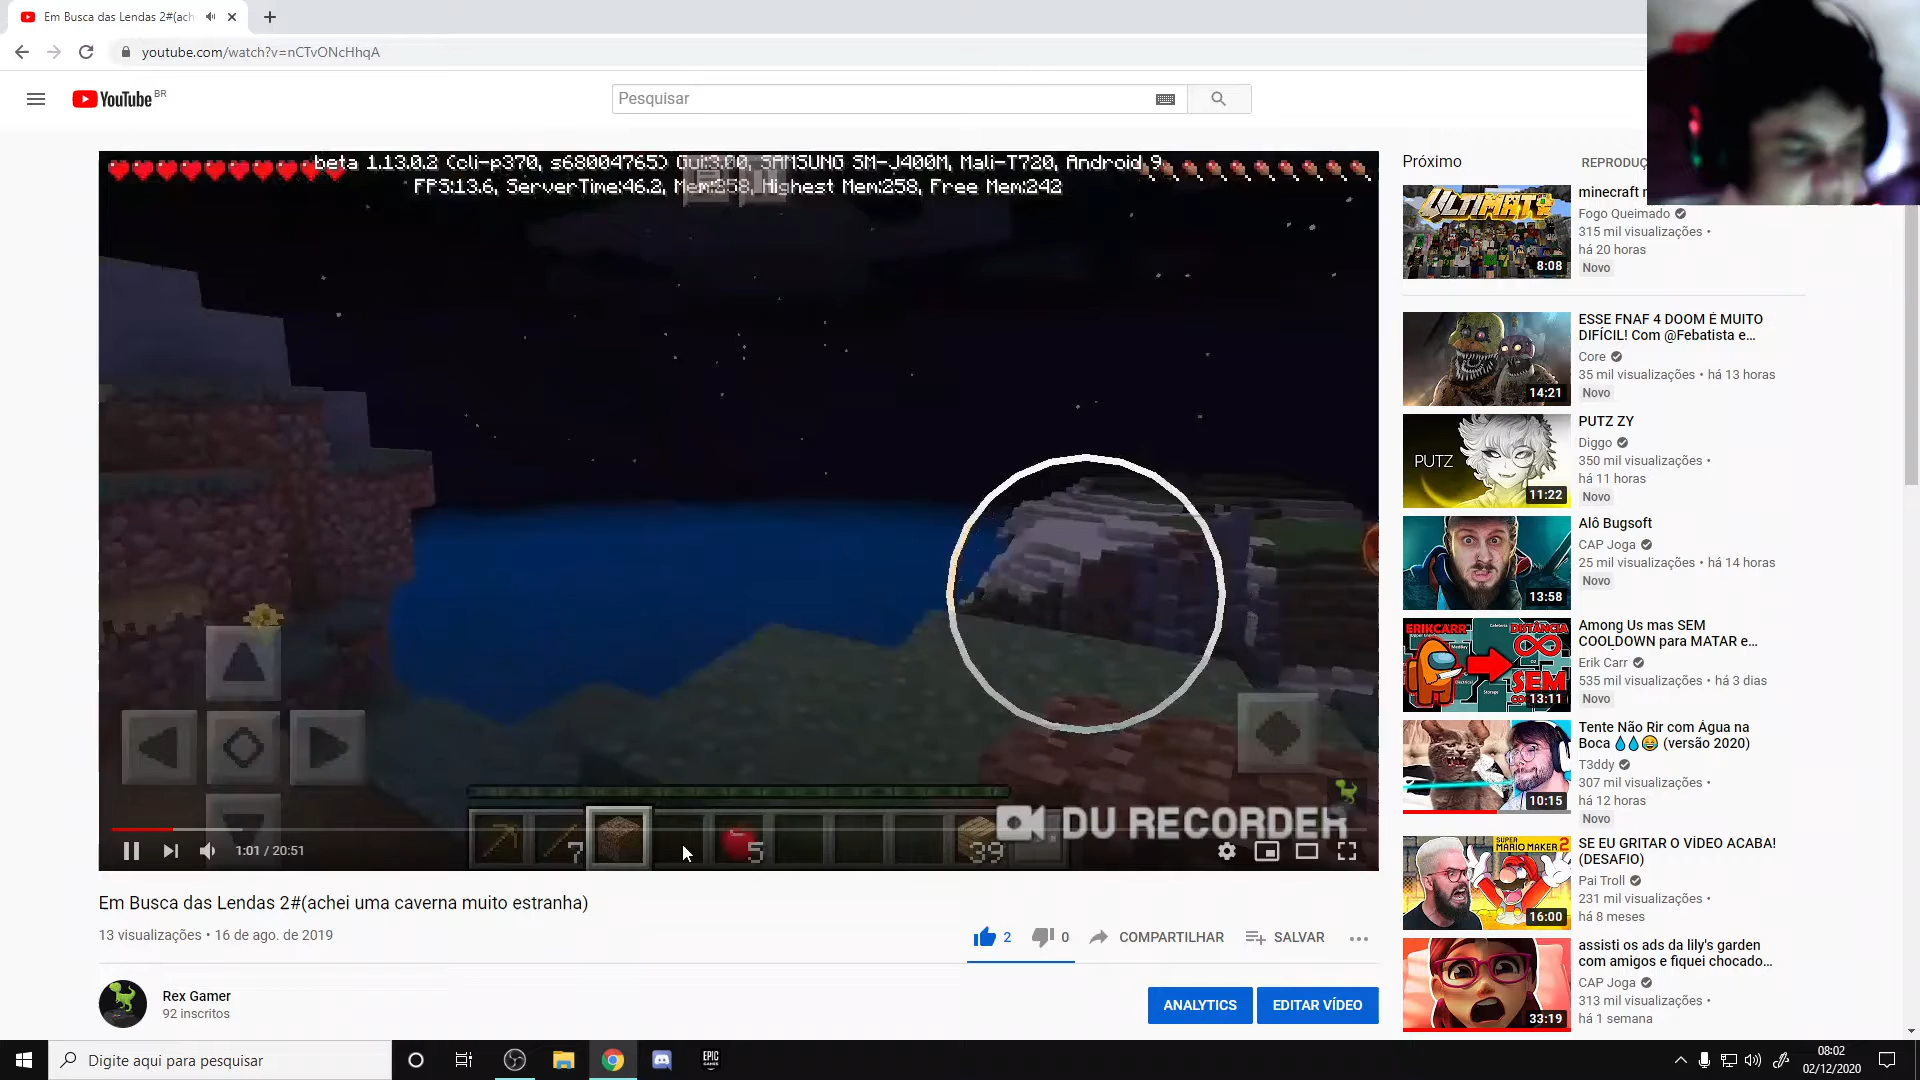 Em Busca das Lendas 2#(ach
youtube.com/watch?v=nCTvONcHhqA
YouTube BR
Pesquisar
beta 1.13.0.2 (cli-p370, s68004765) Gui:3.00, SAMSUNG SM-J400M, Mali-T720, Android 9
FPS:13.6, ServerTime:46.2, Mem:258, Highest Mem:258, Free Mem:242
7
5
39
DU RECORDER
1:01 / 20:51
Em Busca das Lendas 2#(achei uma caverna muito estranha)
13 visualizações • 16 de ago. de 2019
2
0
COMPARTILHAR
SALVAR
Rex Gamer
92 inscritos
ANALYTICS
EDITAR VÍDEO
Próximo
REPRODUÇ
ULTIMATO
8:08
minecraft
Fogo Queimado
315 mil visualizações •
há 20 horas
Novo
14:21
ESSE FNAF 4 DOOM É MUITO
DIFÍCIL! Com @Febatista e...
Core
35 mil visualizações • há 13 horas
Novo
PUTZ
11:22
PUTZ ZY
Diggo
350 mil visualizações •
há 11 horas
Novo
13:58
Alô Bugsoft
CAP Joga
25 mil visualizações • há 14 horas
Novo
ERIKCARR
DISTÂNCIA
SEM
13:11
Among Us mas SEM
COOLDOWN para MATAR e...
Erik Carr
535 mil visualizações • há 3 dias
Novo
10:15
Tente Não Rir com Água na
Boca 💧💧😂 (versão 2020)
T3ddy
307 mil visualizações •
há 12 horas
Novo
SUPER
MARIO MAKER 2
16:00
SE EU GRITAR O VÍDEO ACABA!
(DESAFIO)
Pai Troll
231 mil visualizações •
há 8 meses
33:19
assisti os ads da lily's garden
com amigos e fiquei chocado...
CAP Joga
313 mil visualizações •
há 1 semana
Digite aqui para pesquisar
EPIC
GAMES
08:02
02/12/2020